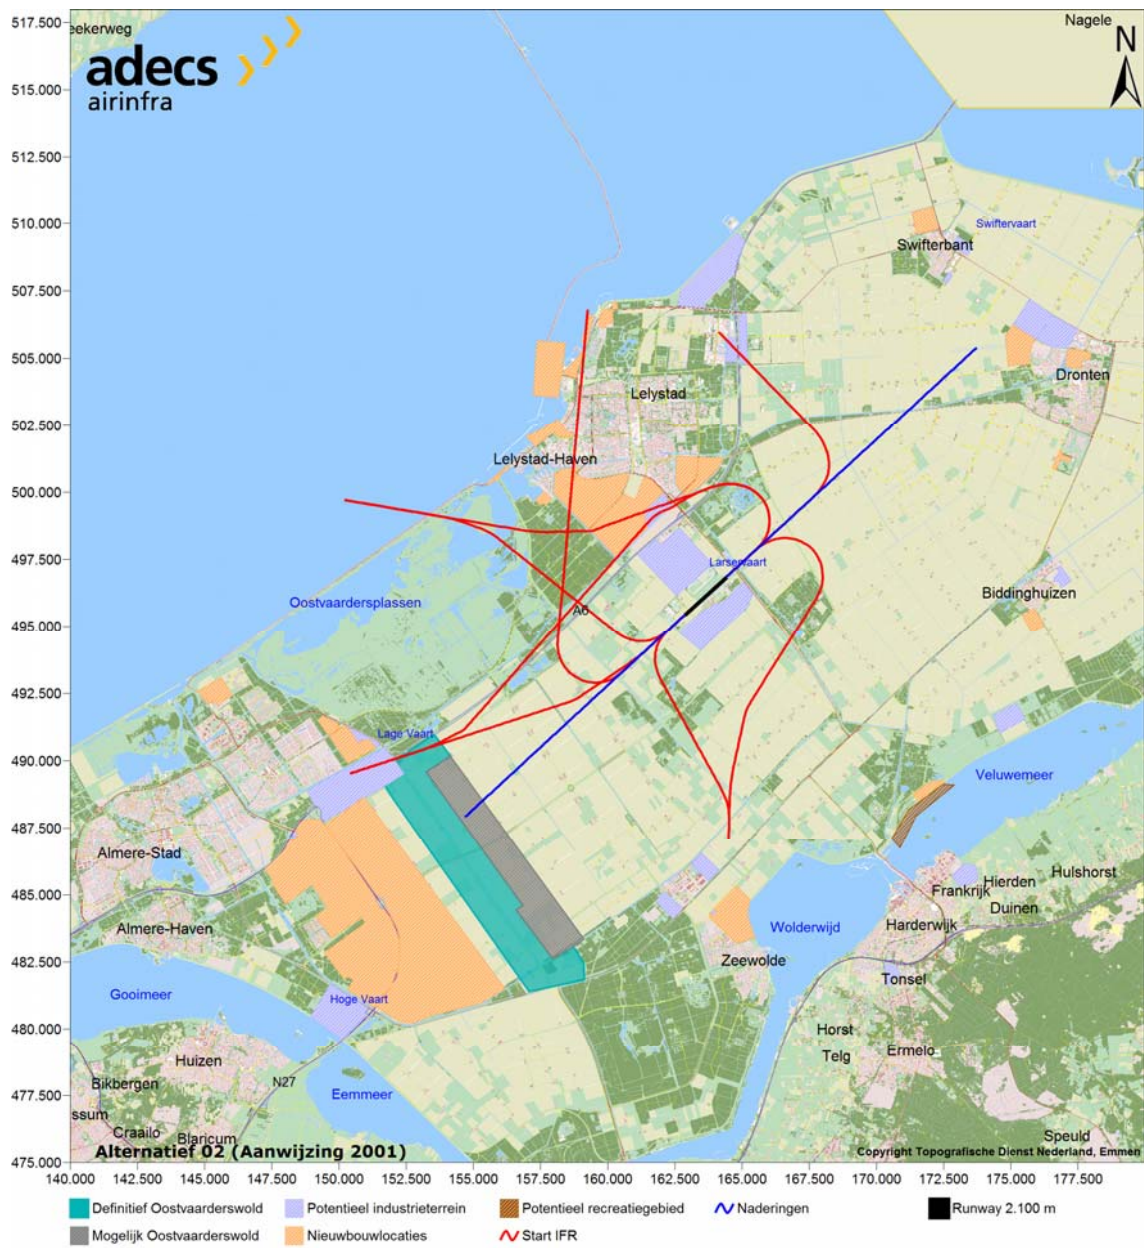 517.500
515.000
512.500
510.000
507.500
505.000
502.500
500.000
497.500
495.000
492.500
490.000
487.500
485.000
482.500
480.000
477.500
475.000
eekerweg
adecs
airinfra
Nagele
N
Swiftervaart
Swifterbant
Dronten
Lelystad
Lelystad-Haven
Larservaart
Biddinghuizen
Oostvaardersplassen
A6
Lage Vaart
Veluwemeer
Almere-Stad
Almere-Haven
Hulshorst
Hierden
Frankrijk
Duinen
Harderwijk
Wolderwijd
Zeewolde
Tonsel
Gooimeer
Hoge Vaart
Horst
Telg
Ermelo
Huizen
Bikbergen
N27
Eemmeer
ssum
Craailo
Blaricum
Speuld
Alternatief 02 (Aanwijzing 2001)
Copyright Topografische Dienst Nederland, Emmen
140.000 142.500 145.000 147.500 150.000 152.500 155.000 157.500 160.000 162.500 165.000 167.500 170.000 172.500 175.000 177.500
Definitief Oostvaarderswold
Potentieel industrieterrein
Potentieel recreatiegebied
Naderingen
Runway 2.100 m
Mogelijk Oostvaarderswold
Nieuwbouwlocaties
Start IFR